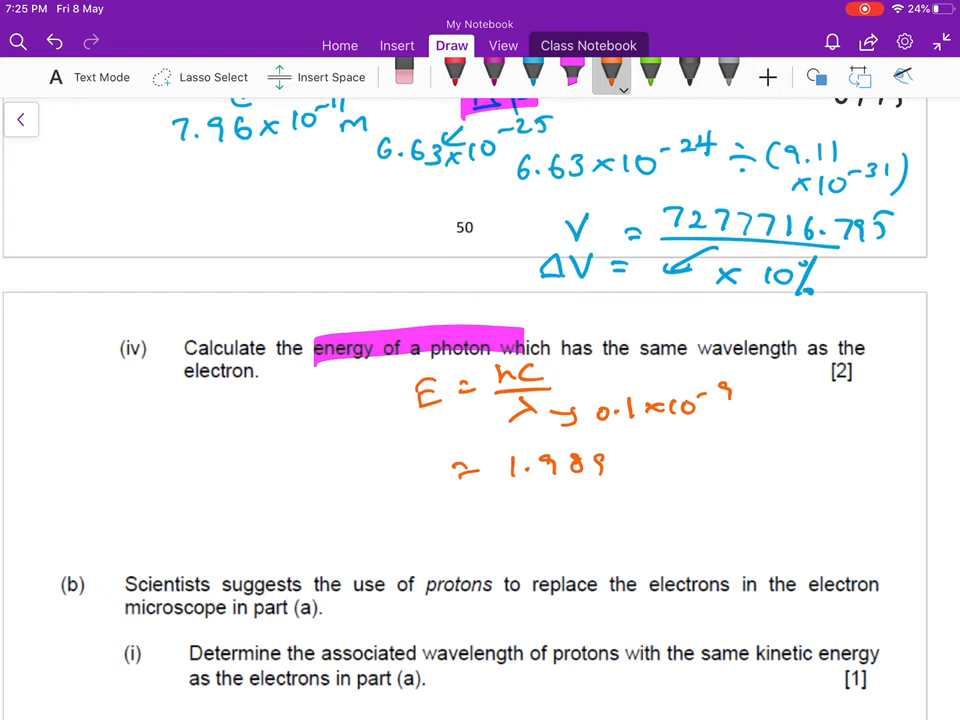 7:25 PM Fri 8 May
24%
My Notebook
Home Insert Draw View Class Notebook
Text Mode Lasso Select Insert Space
7.96 x 10⁻¹¹ m
6.63 x 10⁻²⁵
6.63 x 10⁻²⁴ ÷ (9.11 x 10⁻³¹)
50
V = 7277716.795
ΔV = x 10%
(iv) Calculate the energy of a photon which has the same wavelength as the
electron. [2]
E = hc / λ → 0.1 x 10⁻⁹
= 1.989
(b) Scientists suggests the use of protons to replace the electrons in the electron
microscope in part (a).
(i) Determine the associated wavelength of protons with the same kinetic energy
as the electrons in part (a). [1]